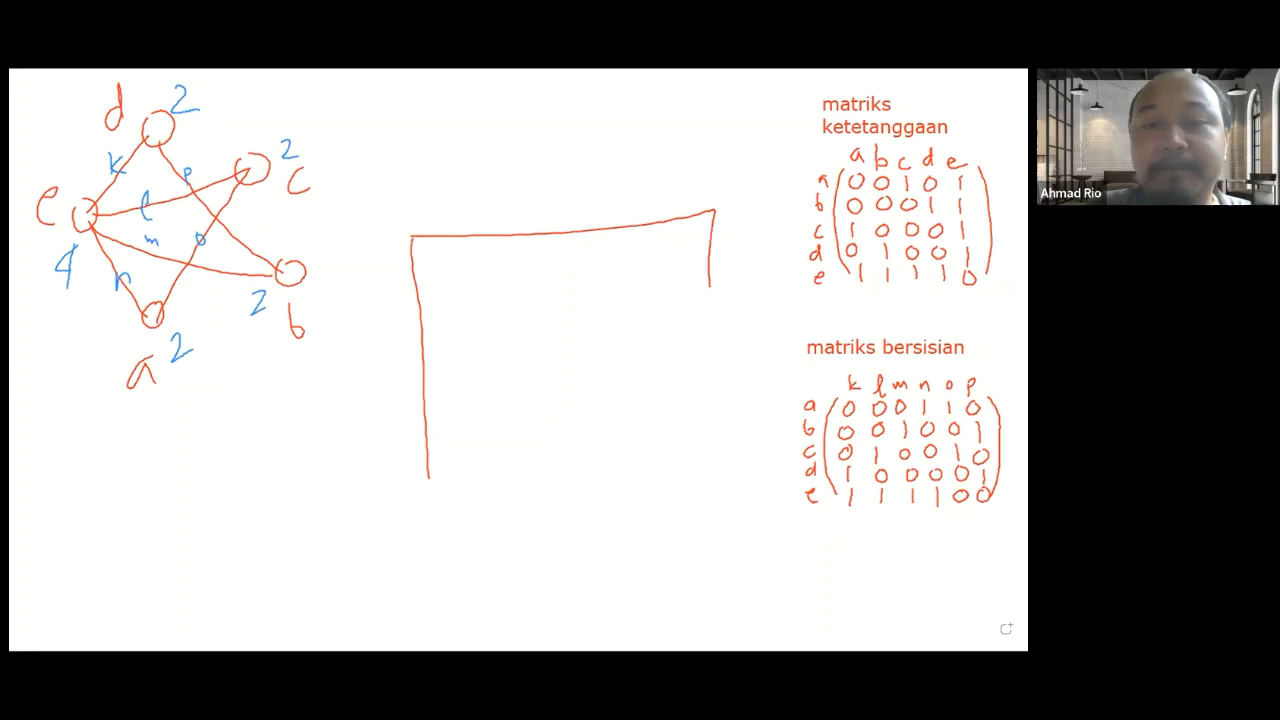 d 2
k p 2
c
e l
m o
4 n
2 b
a 2
matriks
ketetanggaan
a b c d e
a 0 0 1 0 1
b 0 0 0 1 1
c 1 0 0 0 1
d 0 1 0 0 1
e 1 1 1 1 0
matriks bersisian
k l m n o p
a 0 0 0 1 1 0
b 0 0 1 0 0 1
c 0 1 0 0 1 0
d 1 0 0 0 0 1
e 1 1 1 1 0 0
Ahmad Rio